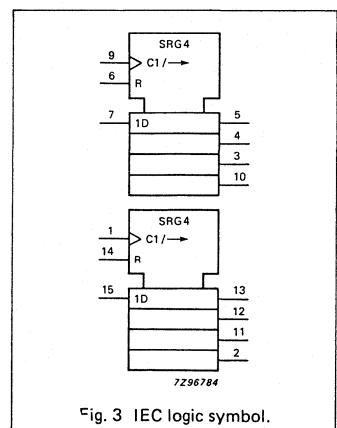 SRG4
9
C1/→
6
R
7
1D
5
4
3
10
SRG4
1
C1/→
14
R
15
1D
13
12
11
2
7Z96784
Fig. 3 IEC logic symbol.